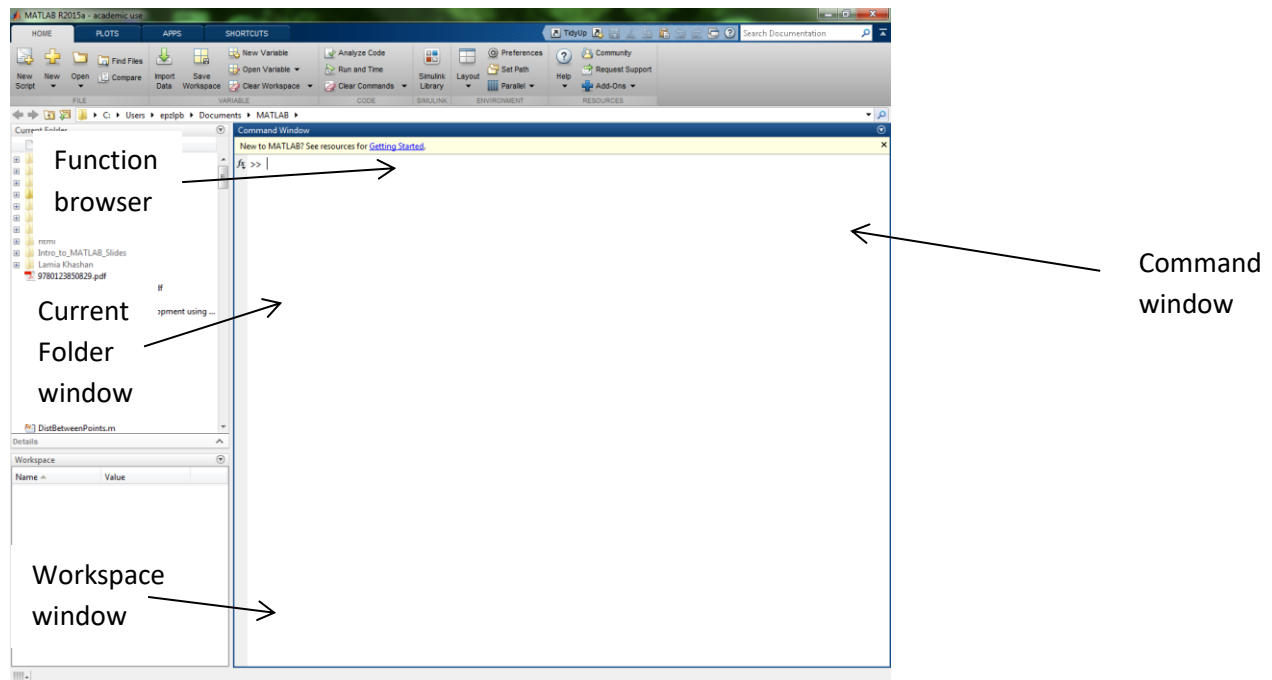 MATLAB R2015a - academic use
HOME PLOTS APPS SHORTCUTS TidyUp Search Documentation
New Script New Open Find Files Compare Import Data Save Workspace New Variable Open Variable Clear Workspace Analyze Code Run and Time Clear Commands Simulink Library Layout Preferences Set Path Parallel Help Community Request Support Add-Ons
FILE VARIABLE CODE SIMULINK ENVIRONMENT RESOURCES
C: Users epzlpb Documents MATLAB
Command Window
New to MATLAB? See resources for Getting Started.
fx >>
Function
browser
Intro_to_MATLAB_Slides
Lamia Khashan
9780123850829.pdf
Current
Folder
window
opment using ...
DistBetweenPoints.m
Details
Workspace
Name Value
Workspace
window
Command
window